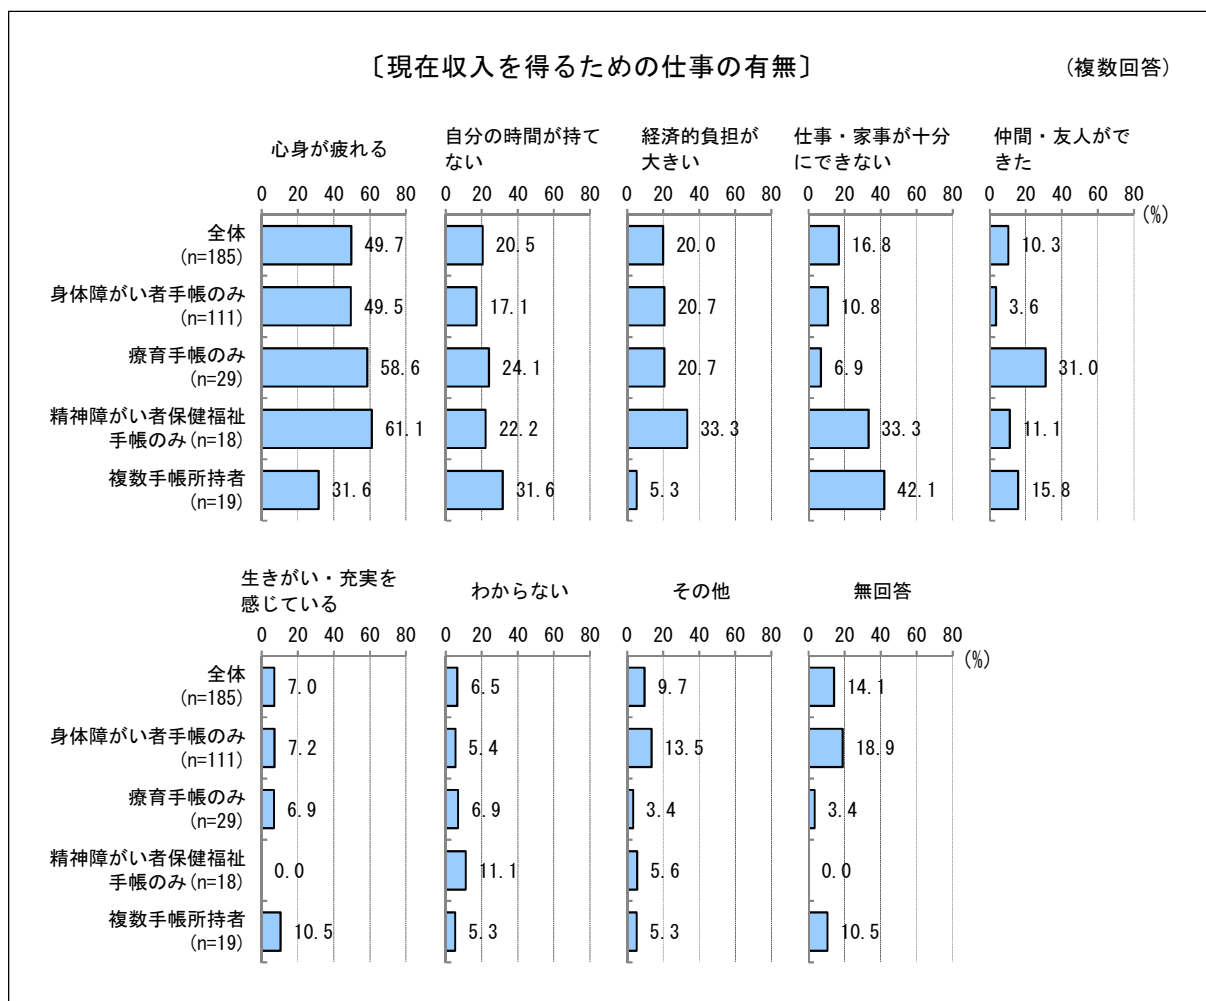 〔現在収入を得るための仕事の有無〕
(複数回答)
心身が疲れる
自分の時間が持て
ない
経済的負担が
大きい
仕事・家事が十分
にできない
仲間・友人がで
きた
0 20 40 60 80
0 20 40 60 80
0 20 40 60 80
0 20 40 60 80
0 20 40 60 80
(%)
全体
(n=185)
49.7
20.5
20.0
16.8
10.3
身体障がい者手帳のみ
(n=111)
49.5
17.1
20.7
10.8
3.6
療育手帳のみ
(n=29)
58.6
24.1
20.7
6.9
31.0
精神障がい者保健福祉
手帳のみ(n=18)
61.1
22.2
33.3
33.3
11.1
複数手帳所持者
(n=19)
31.6
31.6
5.3
42.1
15.8
生きがい・充実を
感じている
わからない
その他
無回答
0 20 40 60 80
0 20 40 60 80
0 20 40 60 80
0 20 40 60 80
(%)
全体
(n=185)
7.0
6.5
9.7
14.1
身体障がい者手帳のみ
(n=111)
7.2
5.4
13.5
18.9
療育手帳のみ
(n=29)
6.9
6.9
3.4
3.4
精神障がい者保健福祉
手帳のみ(n=18)
0.0
11.1
5.6
0.0
複数手帳所持者
(n=19)
10.5
5.3
5.3
10.5